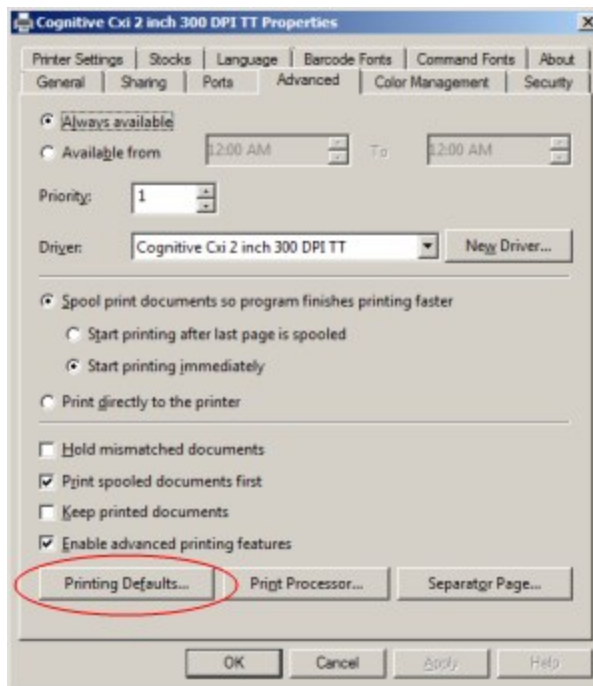 Cognitive Cxi 2 inch 300 DPI TT Properties
Printer Settings Stocks Language Barcode Fonts Command Fonts About
General Sharing Ports Advanced Color Management Security
Always available
Available from 12:00 AM To 12:00 AM
Priority: 1
Driver: Cognitive Cxi 2 inch 300 DPI TT New Driver...
Spool print documents so program finishes printing faster
Start printing after last page is spooled
Start printing immediately
Print directly to the printer
Hold mismatched documents
Print spooled documents first
Keep printed documents
Enable advanced printing features
Printing Defaults... Print Processor... Separator Page...
OK Cancel Apply Help